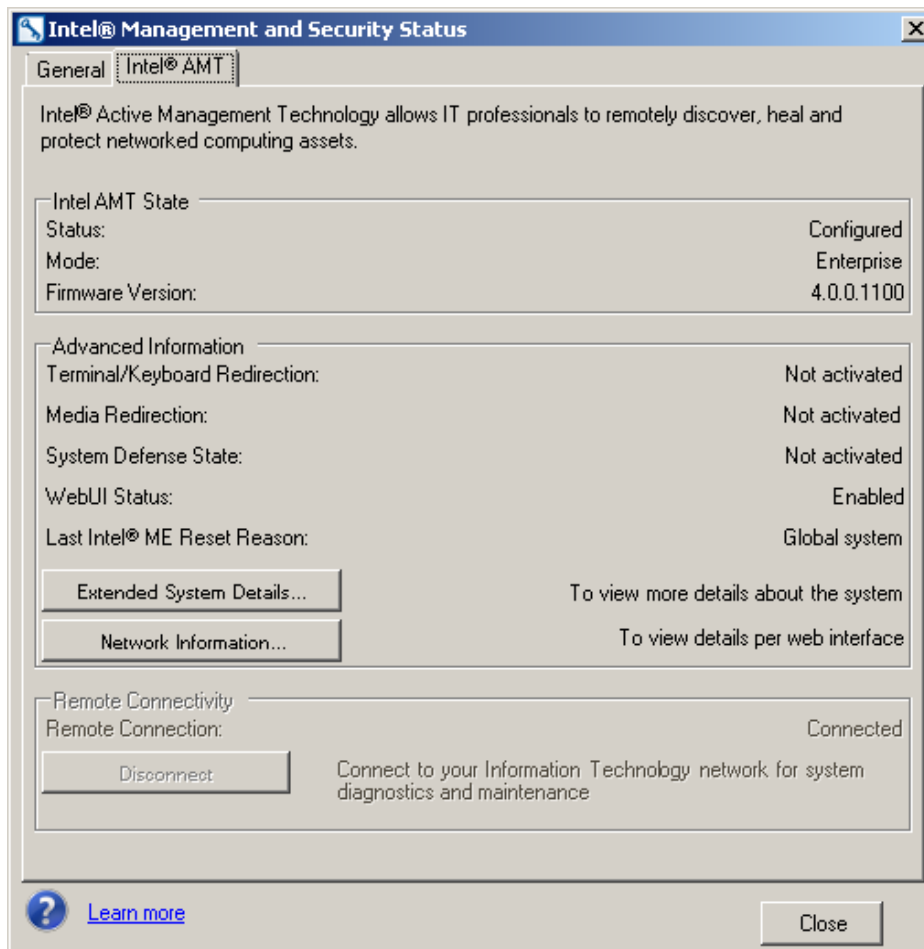 Intel® Management and Security Status
General
Intel® AMT
Intel® Active Management Technology allows IT professionals to remotely discover, heal and
protect networked computing assets.
Intel AMT State
Status: Configured
Mode: Enterprise
Firmware Version: 4.0.0.1100
Advanced Information
Terminal/Keyboard Redirection: Not activated
Media Redirection: Not activated
System Defense State: Not activated
WebUI Status: Enabled
Last Intel® ME Reset Reason: Global system
Extended System Details... To view more details about the system
Network Information... To view details per web interface
Remote Connectivity
Remote Connection: Connected
Disconnect
Connect to your Information Technology network for system
diagnostics and maintenance
? Learn more
Close